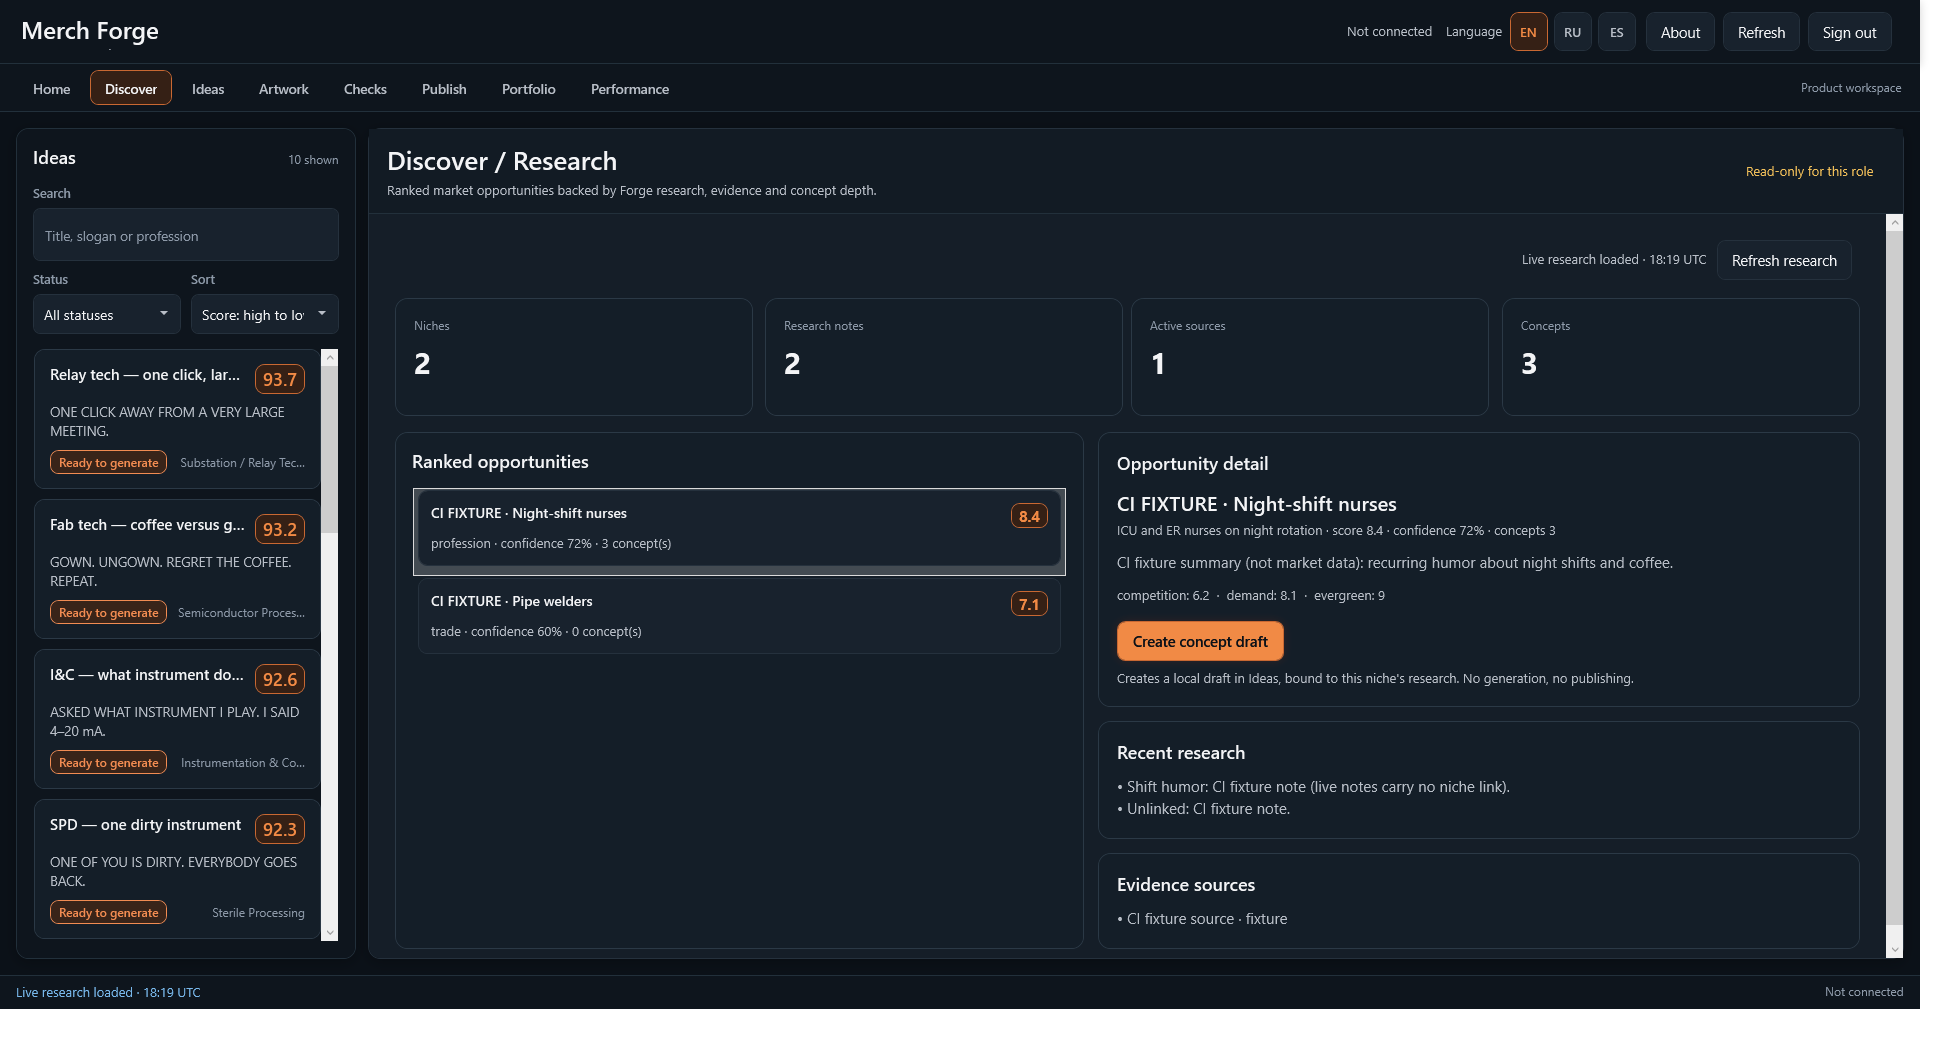 Merch Forge
Not connected
Language
EN
RU
ES
About
Refresh
Sign out
Home
Discover
Ideas
Artwork
Checks
Publish
Portfolio
Performance
Product workspace
Ideas
10 shown
Search
Title, slogan or profession
Status
Sort
All statuses
Score: high to lo
Relay tech — one click, lar...
93.7
ONE CLICK AWAY FROM A VERY LARGE
MEETING.
Ready to generate
Substation / Relay Tec...
Fab tech — coffee versus g...
93.2
GOWN. UNGOWN. REGRET THE COFFEE.
REPEAT.
Ready to generate
Semiconductor Proces...
I&C — what instrument do...
92.6
ASKED WHAT INSTRUMENT I PLAY. I SAID
4–20 mA.
Ready to generate
Instrumentation & Co...
SPD — one dirty instrument
92.3
ONE OF YOU IS DIRTY. EVERYBODY GOES
BACK.
Ready to generate
Sterile Processing
Discover / Research
Ranked market opportunities backed by Forge research, evidence and concept depth.
Read-only for this role
Live research loaded · 18:19 UTC
Refresh research
Niches
2
Research notes
2
Active sources
1
Concepts
3
Ranked opportunities
CI FIXTURE · Night-shift nurses
8.4
profession · confidence 72% · 3 concept(s)
CI FIXTURE · Pipe welders
7.1
trade · confidence 60% · 0 concept(s)
Opportunity detail
CI FIXTURE · Night-shift nurses
ICU and ER nurses on night rotation · score 8.4 · confidence 72% · concepts 3
CI fixture summary (not market data): recurring humor about night shifts and coffee.
competition: 6.2 · demand: 8.1 · evergreen: 9
Create concept draft
Creates a local draft in Ideas, bound to this niche's research. No generation, no publishing.
Recent research
• Shift humor: CI fixture note (live notes carry no niche link).
• Unlinked: CI fixture note.
Evidence sources
• CI fixture source · fixture
Live research loaded · 18:19 UTC
Not connected